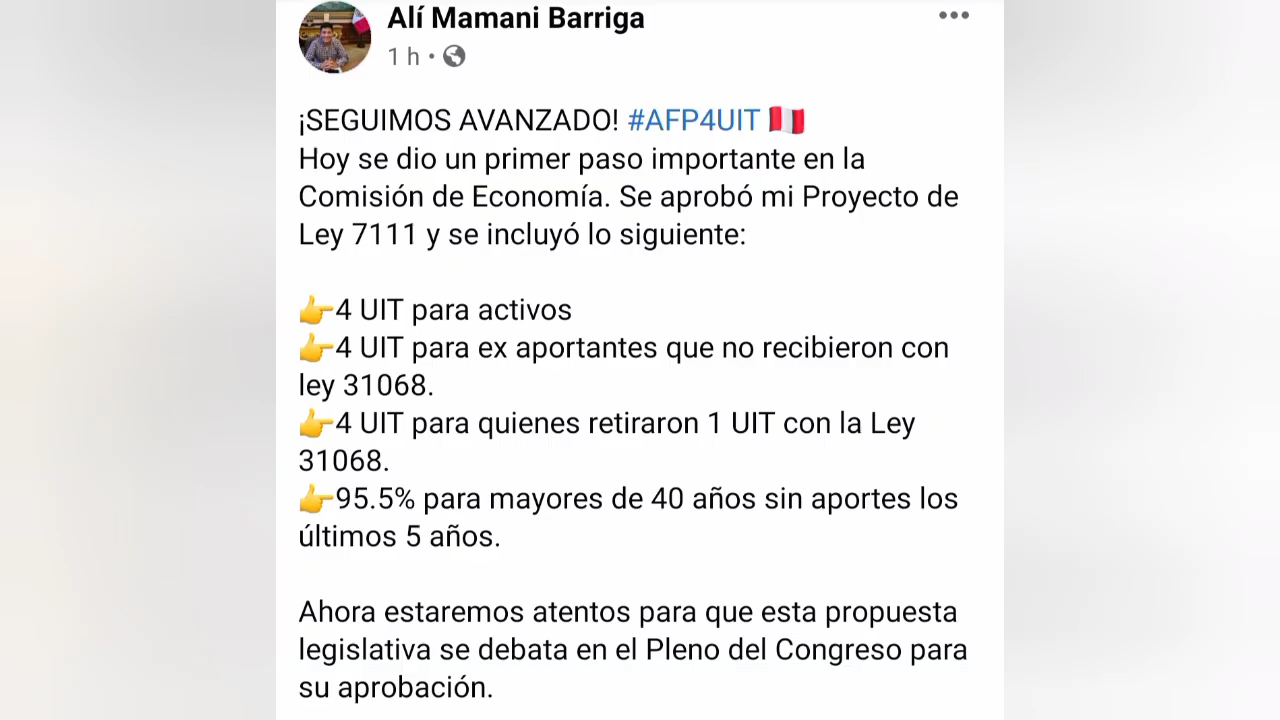 Alí Mamani Barriga
1 h
¡SEGUIMOS AVANZADO! #AFP4UIT 🇵🇪
Hoy se dio un primer paso importante en la
Comisión de Economía. Se aprobó mi Proyecto de
Ley 7111 y se incluyó lo siguiente:
👉4 UIT para activos
👉4 UIT para ex aportantes que no recibieron con
ley 31068.
👉4 UIT para quienes retiraron 1 UIT con la Ley
31068.
👉95.5% para mayores de 40 años sin aportes los
últimos 5 años.
Ahora estaremos atentos para que esta propuesta
legislativa se debata en el Pleno del Congreso para
su aprobación.